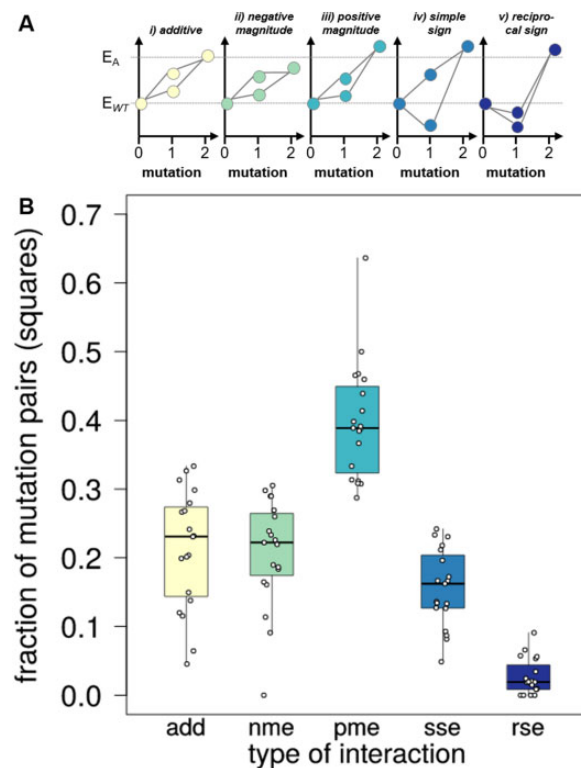 A
i) additive
ii) negative
magnitude
iii) positive
magnitude
iv) simple
sign
v) recipro-
cal sign
E_A
E_WT
0 1 2
0 1 2
0 1 2
0 1 2
0 1 2
mutation
mutation
mutation
mutation
mutation
B
fraction of mutation pairs (squares)
0.7
0.6
0.5
0.4
0.3
0.2
0.1
0.0
add nme pme sse rse
type of interaction